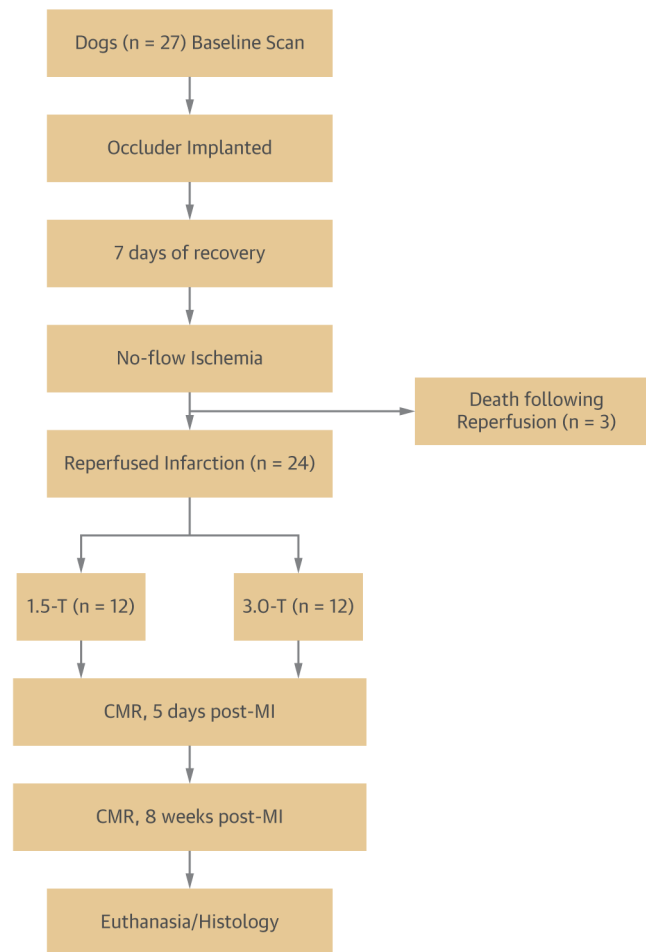 Dogs (n = 27) Baseline Scan
Occluder Implanted
7 days of recovery
No-flow Ischemia
Death following
Reperfusion (n = 3)
Reperfused Infarction (n = 24)
1.5-T (n = 12)
3.0-T (n = 12)
CMR, 5 days post-MI
CMR, 8 weeks post-MI
Euthanasia/Histology